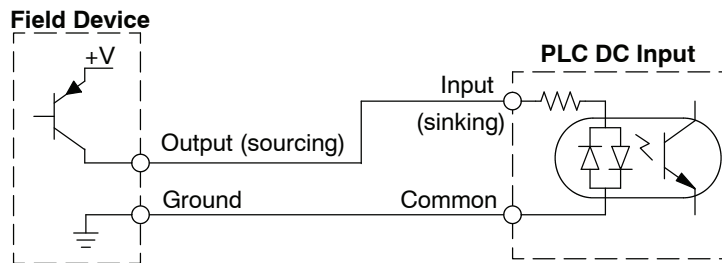 Field Device
+V
PLC DC Input
Input
(sinking)
Output (sourcing)
Ground
Common